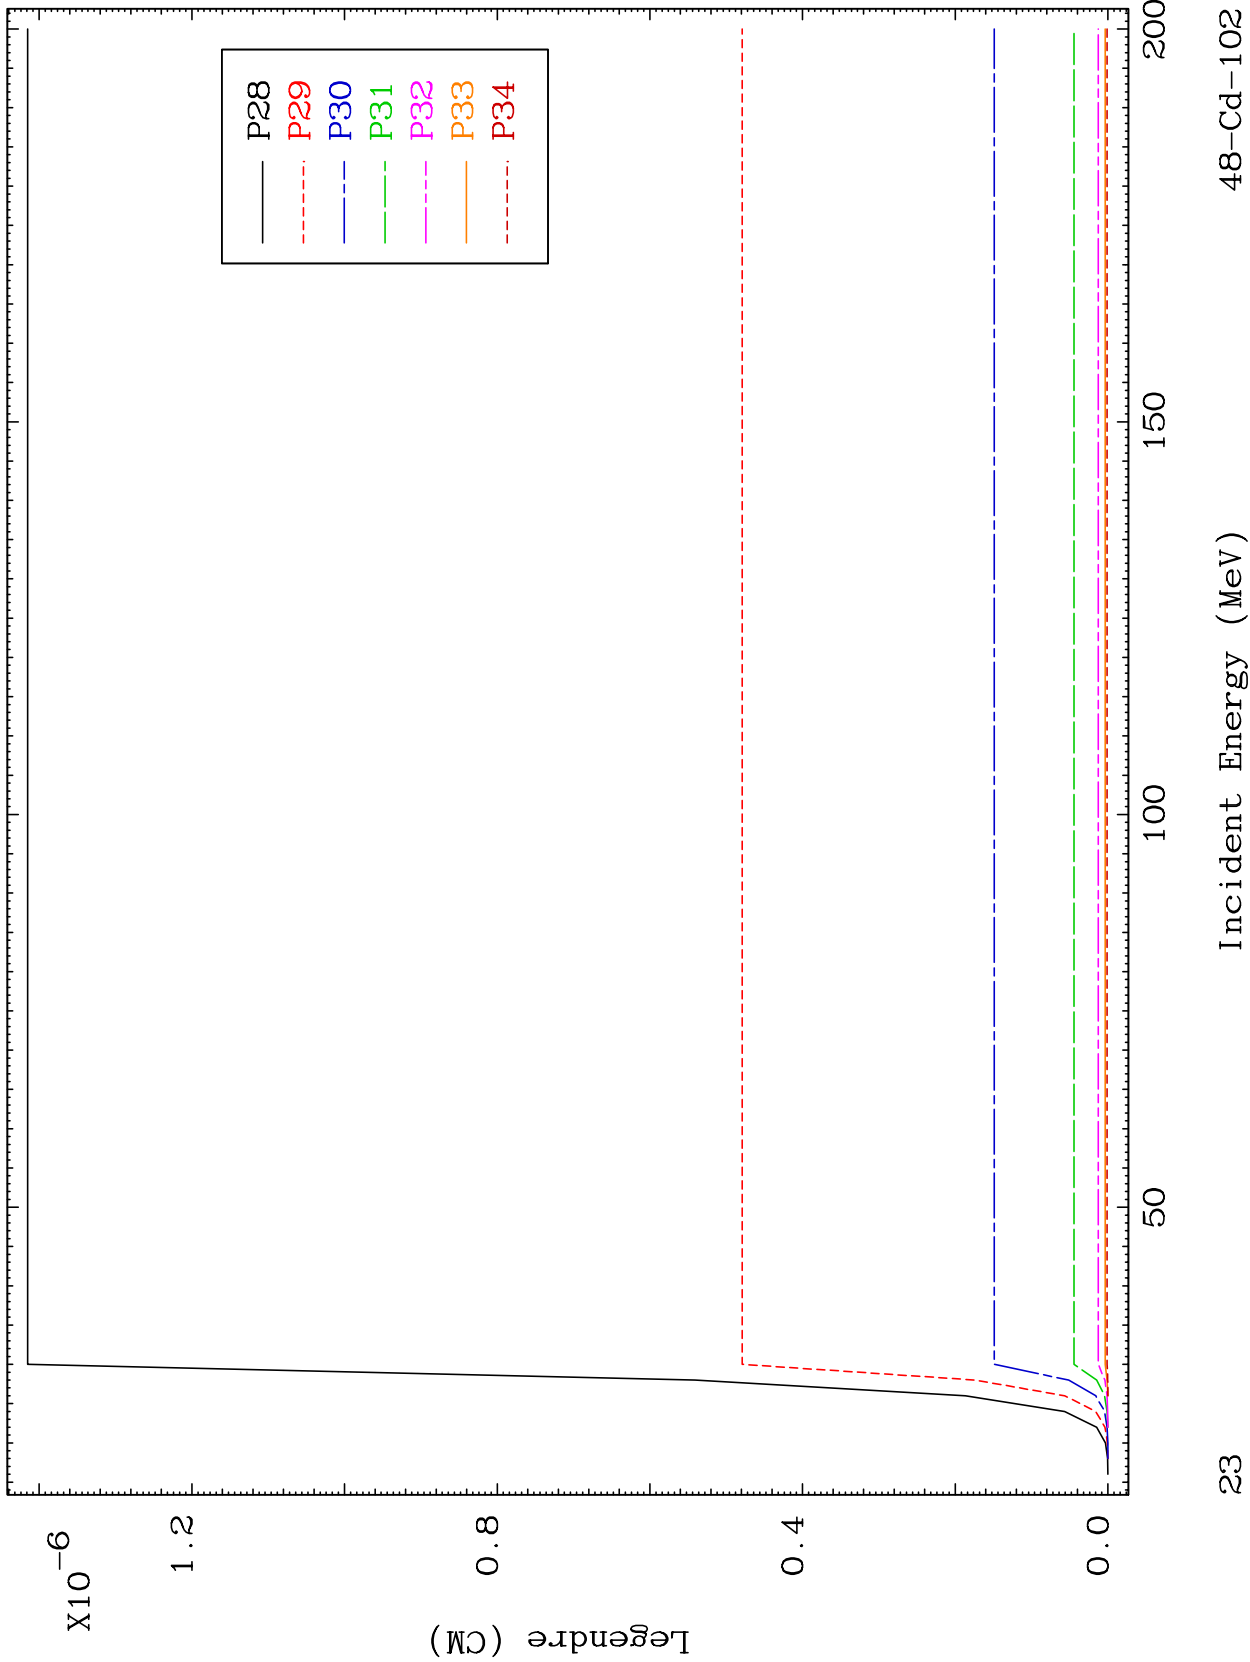 X10-6
1.2
0.8
0.4
0.0
Legendre (CM)
P28
P29
P30
P31
P32
P33
P34
50
100
150
200
Incident Energy (MeV)
23
48-Cd-102